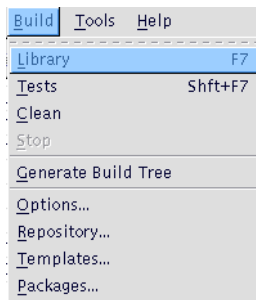 Build Tools Help
Library F7
Tests Shft+F7
Clean
Stop
Generate Build Tree
Options...
Repository...
Templates...
Packages...